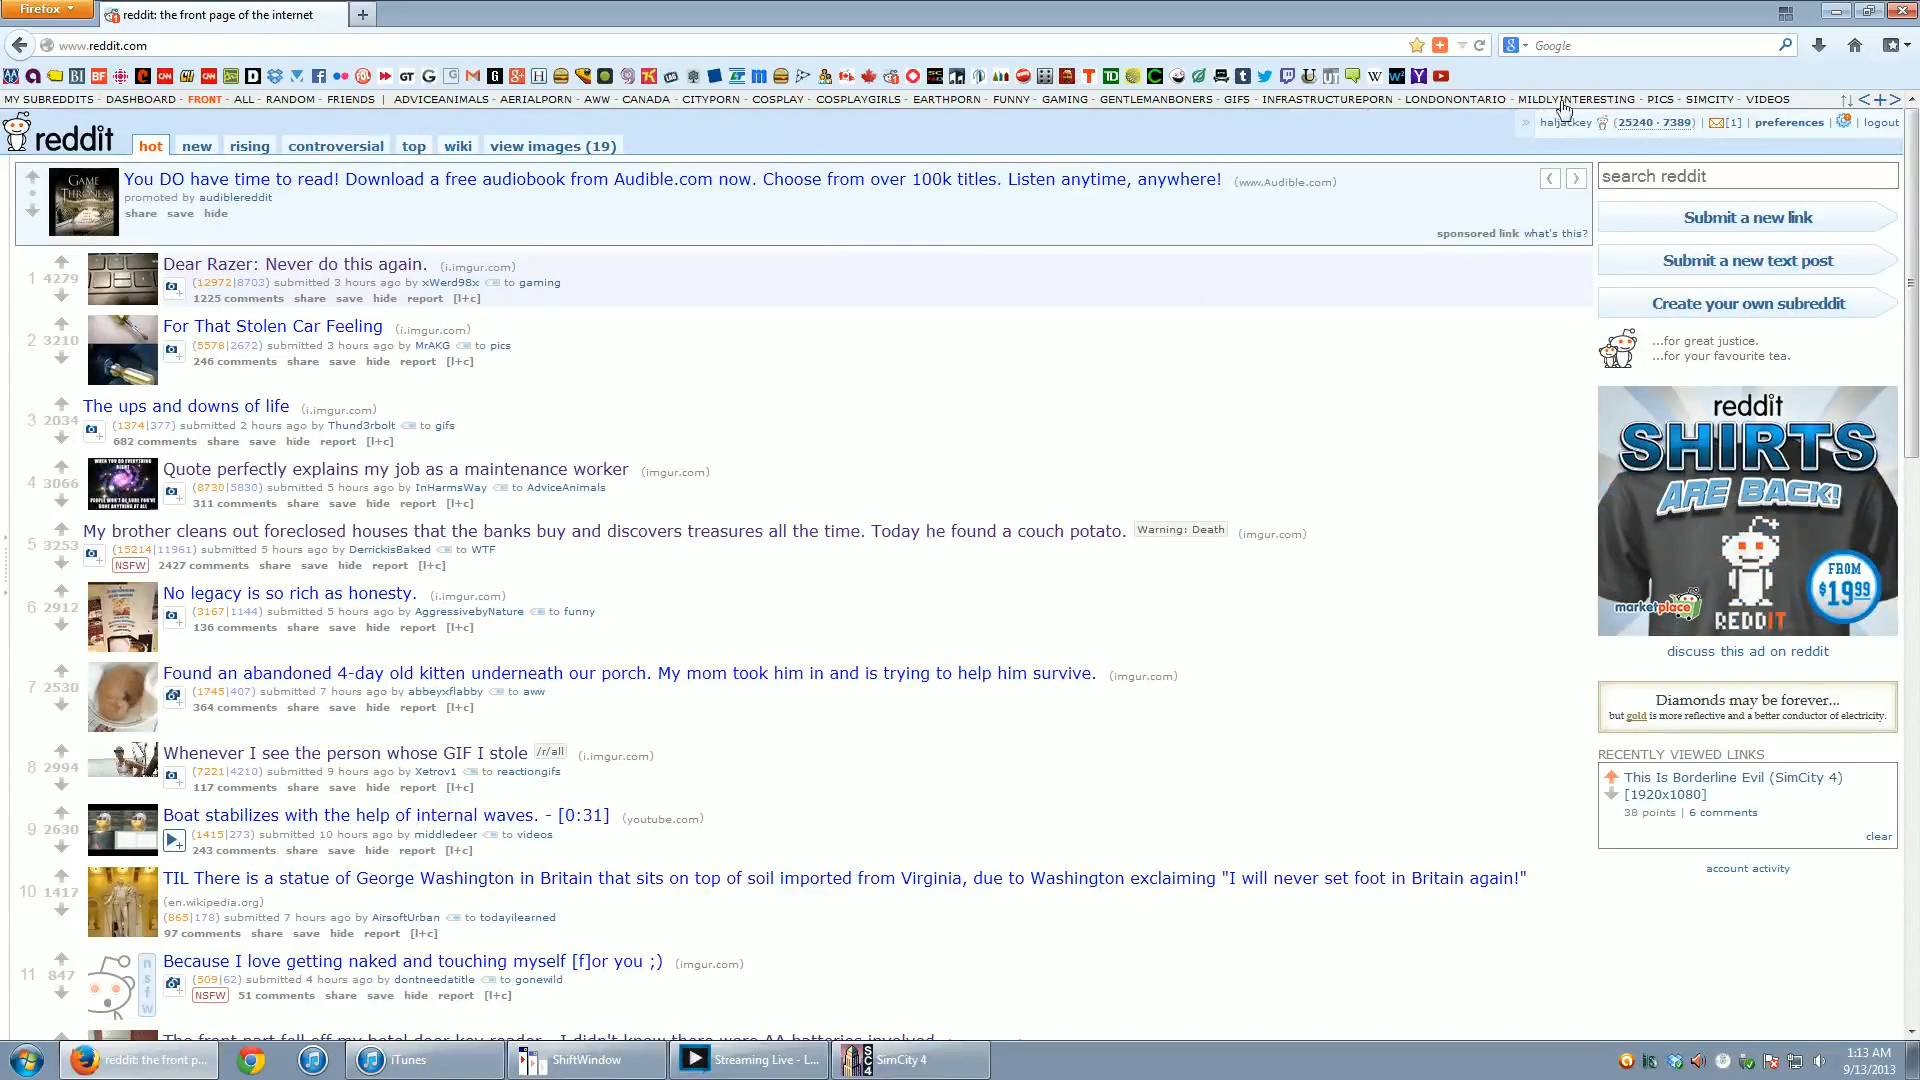 Firefox
reddit: the front page of the internet
www.reddit.com
Google
MY SUBREDDITS - DASHBOARD - FRONT - ALL - RANDOM - FRIENDS | ADVICEANIMALS - AERIALPORN - AWW - CANADA - CITYPORN - COSPLAY - COSPLAYGIRLS - EARTHPORN - FUNNY - GAMING - GENTLEMANBONERS - GIFS - INFRASTRUCTUREPORN - LONDONONTARIO - MILDLYINTERESTING - PICS - SIMCITY - VIDEOS
haljackey (25240 · 7389) | [1] | preferences | logout
reddit hot new rising controversial top wiki view images (19)
You DO have time to read! Download a free audiobook from Audible.com now. Choose from over 100k titles. Listen anytime, anywhere! (www.Audible.com)
promoted by audiblereddit
share save hide
sponsored link what's this?
1 4279
Dear Razer: Never do this again. (i.imgur.com)
(12972|8703) submitted 3 hours ago by xWerd98x to gaming
1225 comments share save hide report [l+c]
2 3210
For That Stolen Car Feeling (i.imgur.com)
(5578|2672) submitted 3 hours ago by MrAKG to pics
246 comments share save hide report [l+c]
3 2034
The ups and downs of life (i.imgur.com)
(1374|377) submitted 2 hours ago by Thund3rbolt to gifs
682 comments share save hide report [l+c]
4 3066
Quote perfectly explains my job as a maintenance worker (imgur.com)
(8730|5830) submitted 5 hours ago by InHarmsWay to AdviceAnimals
311 comments share save hide report [l+c]
5 3253
My brother cleans out foreclosed houses that the banks buy and discovers treasures all the time. Today he found a couch potato. Warning: Death (imgur.com)
(15214|11961) submitted 5 hours ago by DerrickisBaked to WTF
NSFW 2427 comments share save hide report [l+c]
6 2912
No legacy is so rich as honesty. (i.imgur.com)
(3167|1144) submitted 5 hours ago by AggressivebyNature to funny
136 comments share save hide report [l+c]
7 2530
Found an abandoned 4-day old kitten underneath our porch. My mom took him in and is trying to help him survive. (imgur.com)
(1745|407) submitted 7 hours ago by abbeyxflabby to aww
364 comments share save hide report [l+c]
8 2994
Whenever I see the person whose GIF I stole /r/all (i.imgur.com)
(7221|4210) submitted 9 hours ago by Xetrov1 to reactiongifs
117 comments share save hide report [l+c]
9 2630
Boat stabilizes with the help of internal waves. - [0:31] (youtube.com)
(1415|273) submitted 10 hours ago by middledeer to videos
243 comments share save hide report [l+c]
10 1417
TIL There is a statue of George Washington in Britain that sits on top of soil imported from Virginia, due to Washington exclaiming "I will never set foot in Britain again!"
(en.wikipedia.org)
(865|178) submitted 7 hours ago by AirsoftUrban to todayilearned
97 comments share save hide report [l+c]
11 847
nsfw
Because I love getting naked and touching myself [f]or you ;) (imgur.com)
(509|62) submitted 4 hours ago by dontneedatitle to gonewild
NSFW 51 comments share save hide report [l+c]
search reddit
Submit a new link
Submit a new text post
Create your own subreddit
...for great justice.
...for your favourite tea.
reddit
SHIRTS
ARE BACK!
FROM
$19.99
marketplace
REDDIT
discuss this ad on reddit
Diamonds may be forever...
but gold is more reflective and a better conductor of electricity.
RECENTLY VIEWED LINKS
This Is Borderline Evil (SimCity 4)
[1920x1080]
38 points | 6 comments
clear
account activity
reddit: the front p...
iTunes
ShiftWindow
Streaming Live - L...
SimCity 4
1:13 AM
9/13/2013